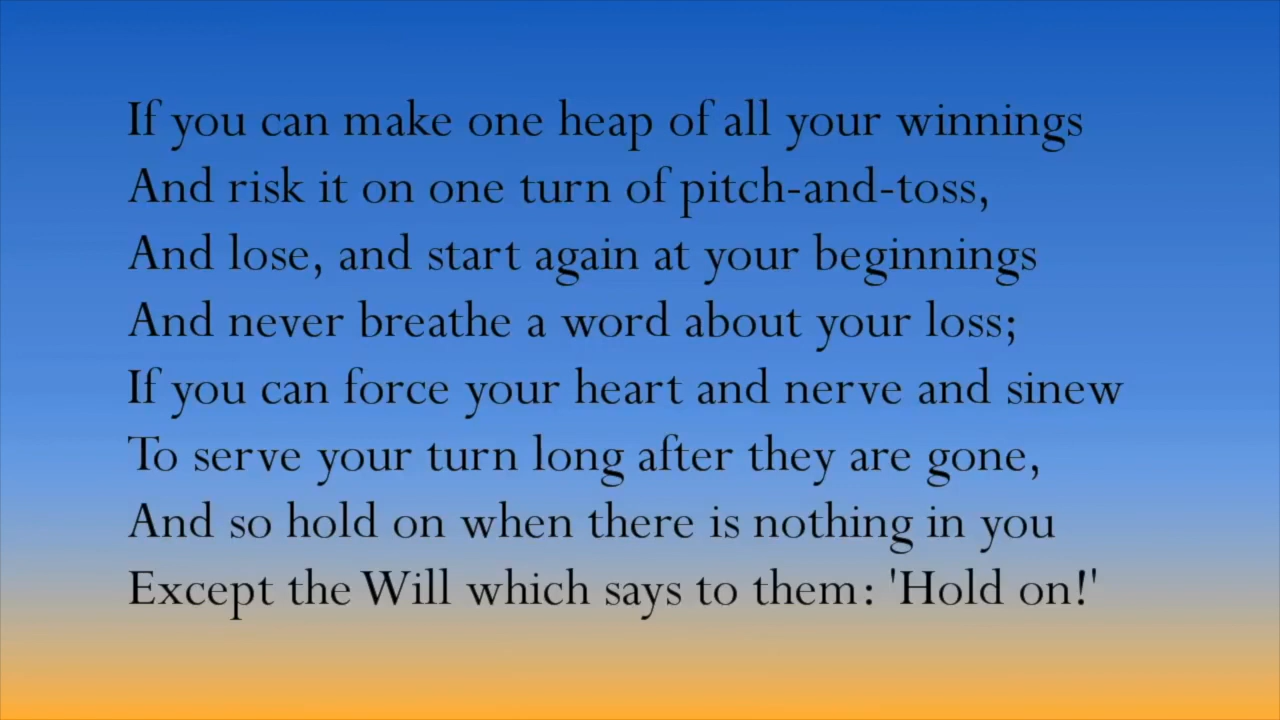 If you can make one heap of all your winnings
And risk it on one turn of pitch-and-toss,
And lose, and start again at your beginnings
And never breathe a word about your loss;
If you can force your heart and nerve and sinew
To serve your turn long after they are gone,
And so hold on when there is nothing in you
Except the Will which says to them: 'Hold on!'